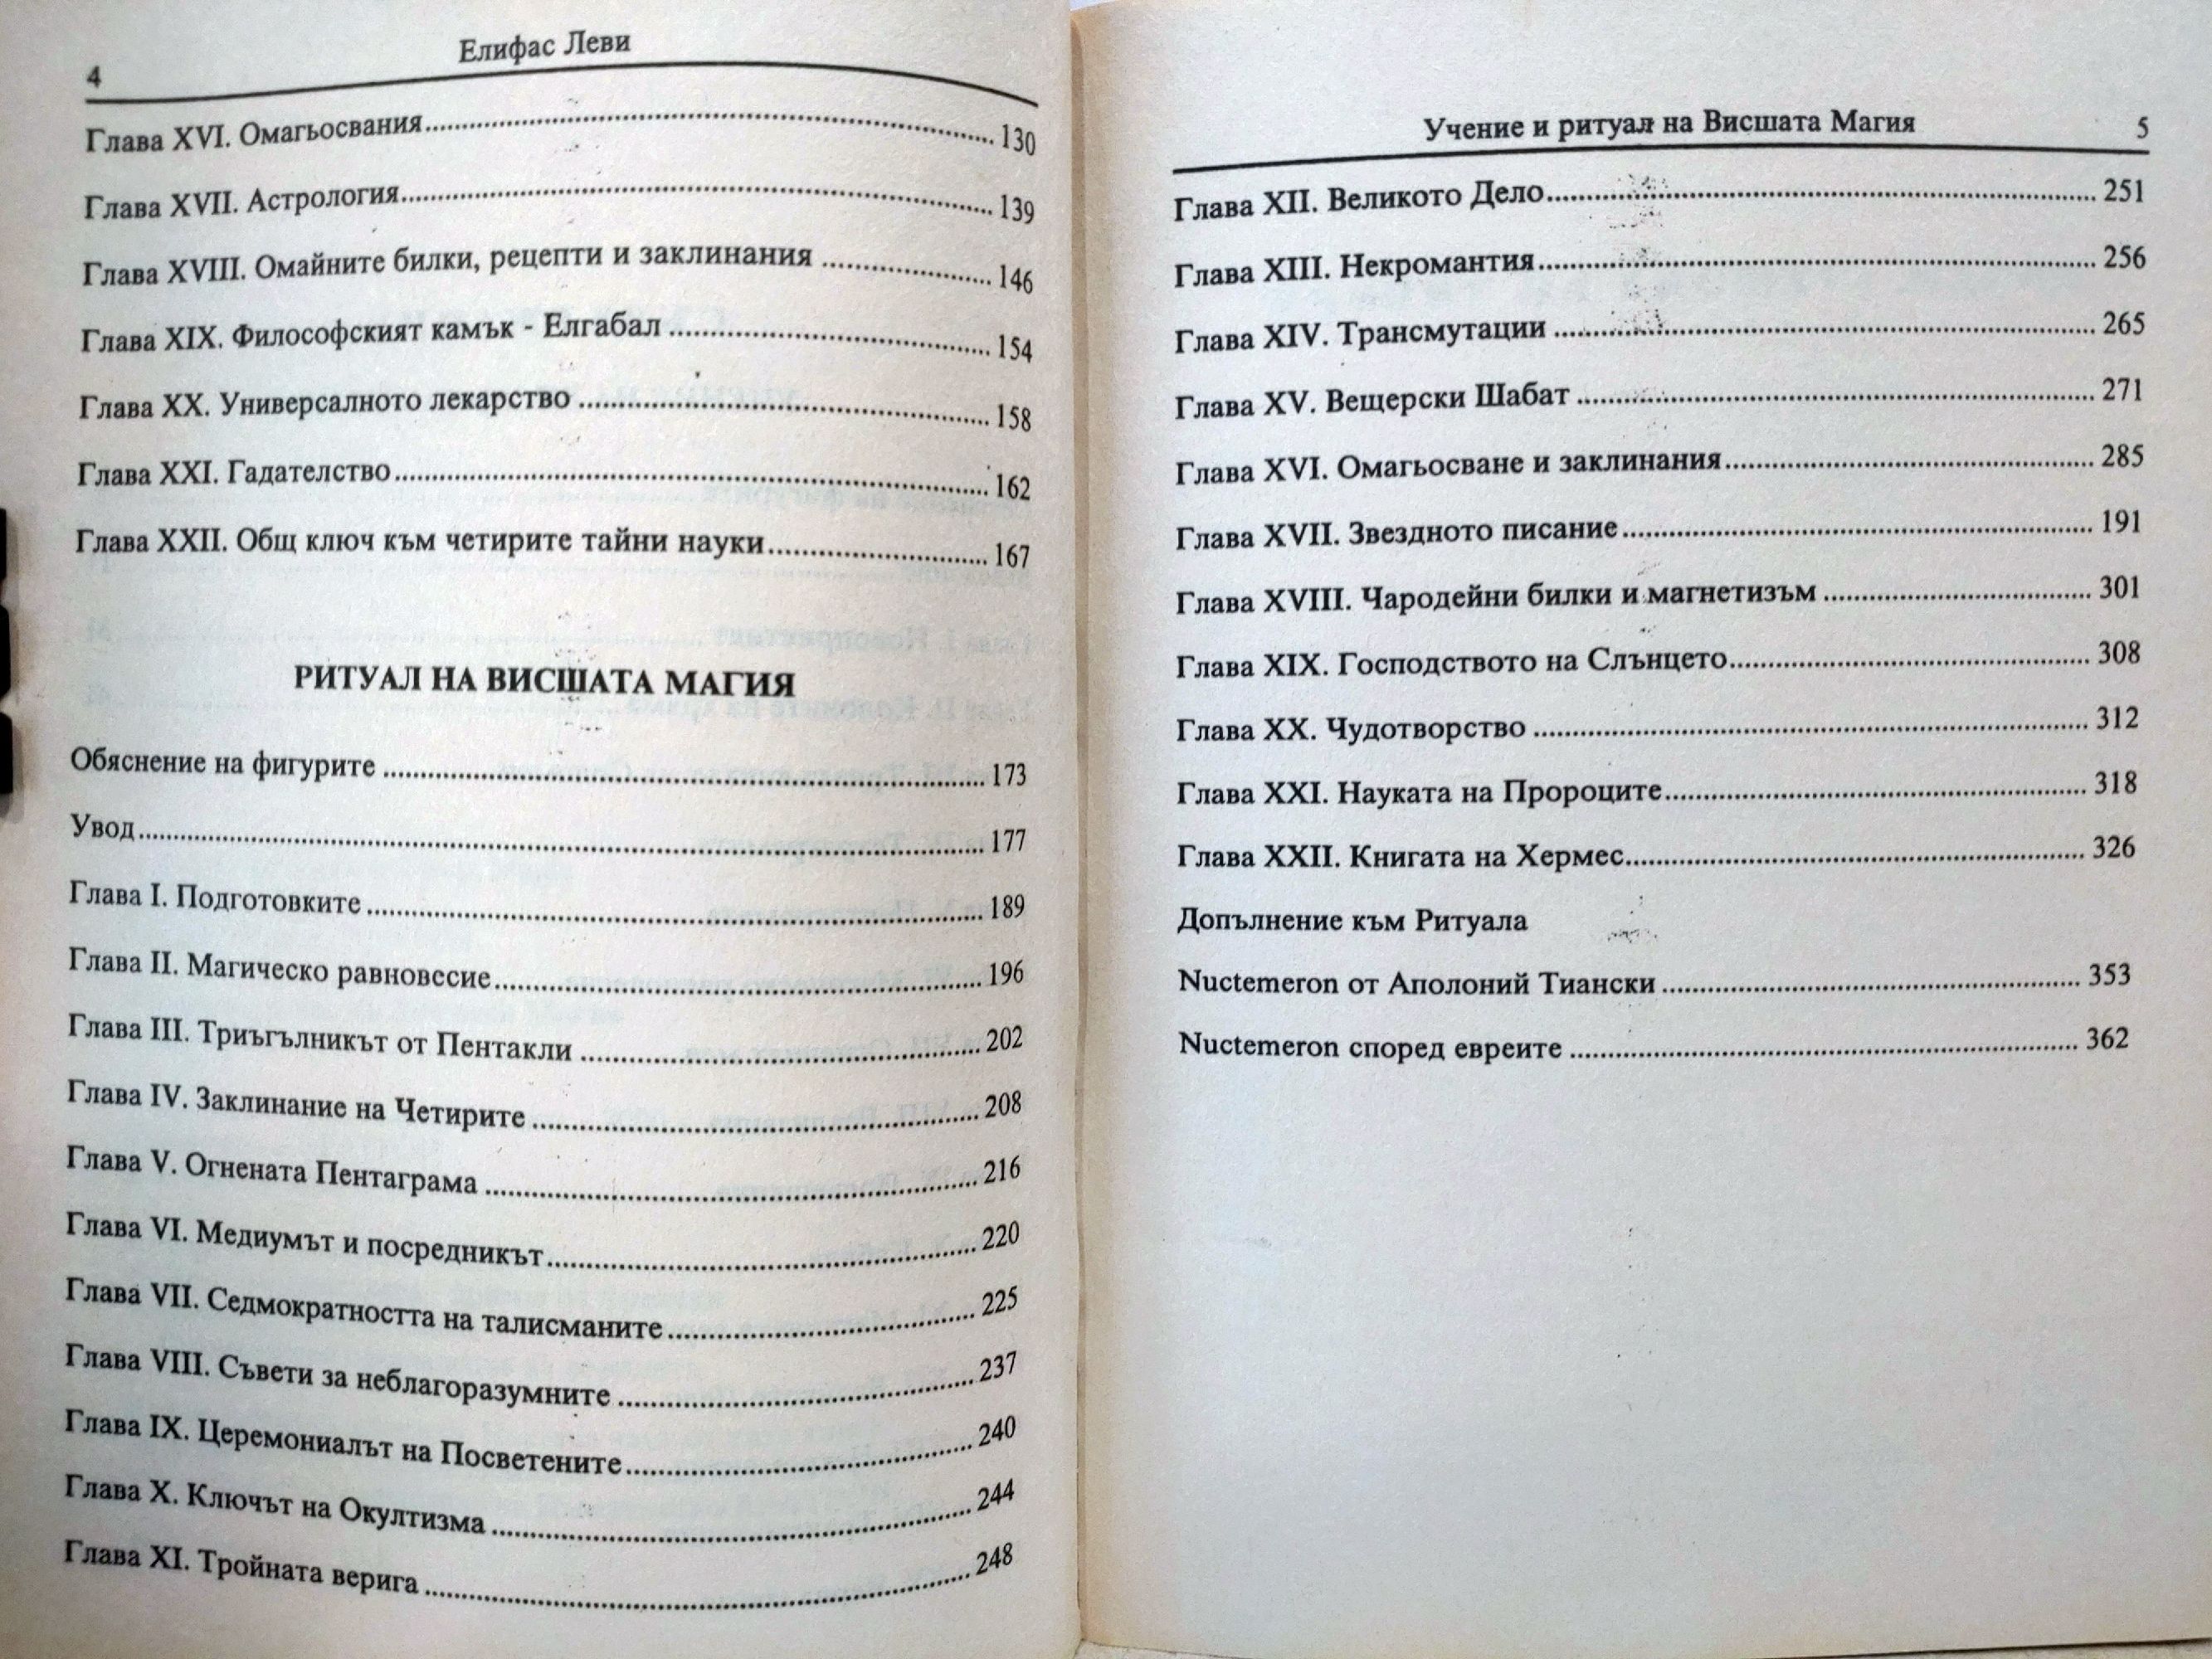 4
Елифас Леви
Глава XVI. Омагьосвания........130
Глава XVII. Астрология........139
Глава XVIII. Омайните билки, рецепти и заклинания ........146
Глава XIX. Философският камък - Елгабал ........154
Глава XX. Универсалното лекарство ........158
Глава XXI. Гадателство........162
Глава XXII. Общ ключ към четирите тайни науки........167
РИТУАЛ НА ВИСШАТА МАГИЯ
Обяснение на фигурите ........173
Увод........177
Глава I. Подготовките ........189
Глава II. Магическо равновссие........196
Глава III. Триъгълникът от Пентакли ........202
Глава IV. Заклинание на Четирите ........208
Глава V. Огнената Пентаграма ........216
Глава VI. Медиумът и посредникът........220
Глава VII. Седмократността на талисманите........225
Глава VIII. Съвети за неблагоразумните ........237
Глава IX. Церемониалът на Посветените........240
Глава X. Ключът на Окултизма ........244
Глава XI. Тройната верига ........248
Учение и ритуал на Висшата Магия
5
Глава XII. Великото Дело........251
Глава XIII. Некромантия........256
Глава XIV. Трансмутации ........265
Глава XV. Вещерски Шабат ........271
Глава XVI. Омагьосване и заклинания........285
Глава XVII. Звездното писание ........191
Глава XVIII. Чародейни билки и магнетизъм ........301
Глава XIX. Господството на Слънцето........308
Глава XX. Чудотворство ........312
Глава XXI. Науката на Пророците........318
Глава XXII. Книгата на Хермес........326
Допълнение към Ритуала
Nuctemeron от Аполоний Тиански ........353
Nuctemeron според евреите ........362